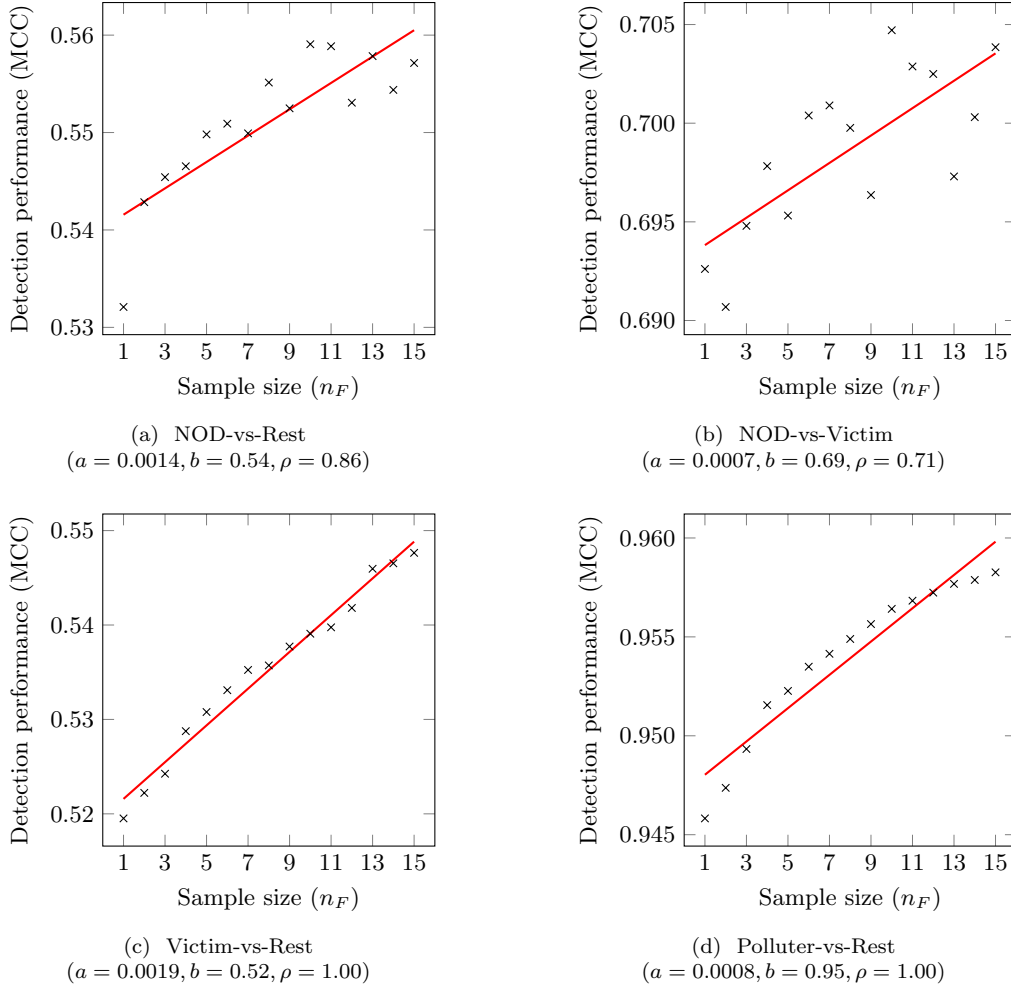 Detection performance (MCC)
0.56
0.55
0.54
0.53
1 3 5 7 9 11 13 15
Sample size (n_F)
(a) NOD-vs-Rest
(a = 0.0014, b = 0.54, ρ = 0.86)
Detection performance (MCC)
0.705
0.700
0.695
0.690
1 3 5 7 9 11 13 15
Sample size (n_F)
(b) NOD-vs-Victim
(a = 0.0007, b = 0.69, ρ = 0.71)
Detection performance (MCC)
0.55
0.54
0.53
0.52
1 3 5 7 9 11 13 15
Sample size (n_F)
(c) Victim-vs-Rest
(a = 0.0019, b = 0.52, ρ = 1.00)
Detection performance (MCC)
0.960
0.955
0.950
0.945
1 3 5 7 9 11 13 15
Sample size (n_F)
(d) Polluter-vs-Rest
(a = 0.0008, b = 0.95, ρ = 1.00)